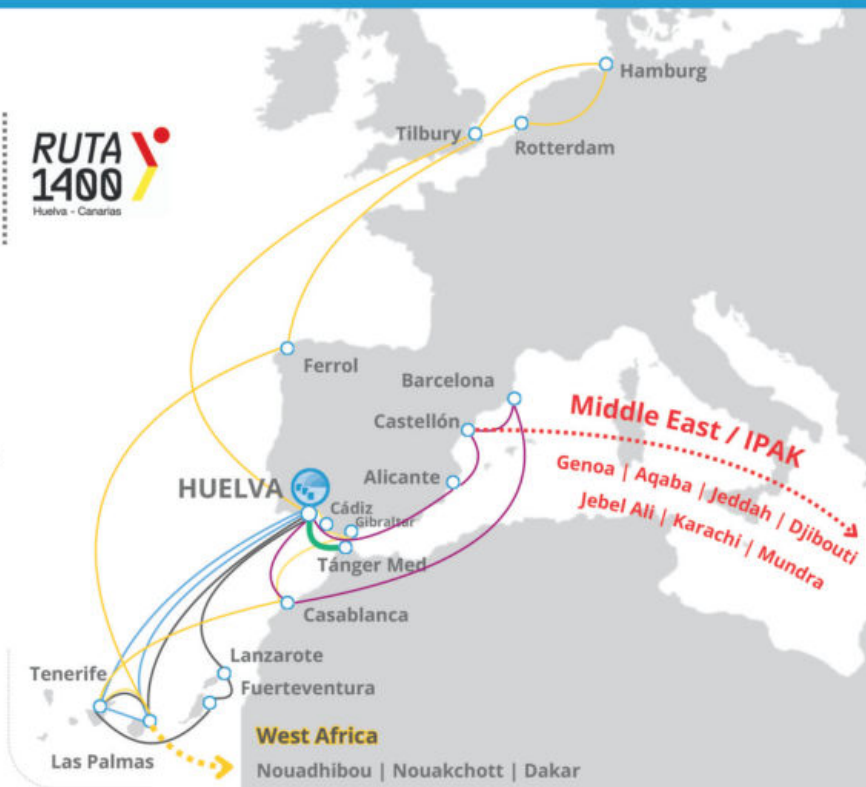 RUTA
1400
Huelva - Canarias
Hamburg
Tilbury
Rotterdam
Ferrol
Barcelona
Castellón
Middle East / IPAK
Genoa | Aqaba | Jeddah | Djibouti
Jebel Ali | Karachi | Mundra
Alicante
HUELVA
Cádiz
Gibraltar
Tánger Med
Casablanca
Lanzarote
Tenerife
Fuerteventura
West Africa
Las Palmas
Nouadhibou | Nouakchott | Dakar